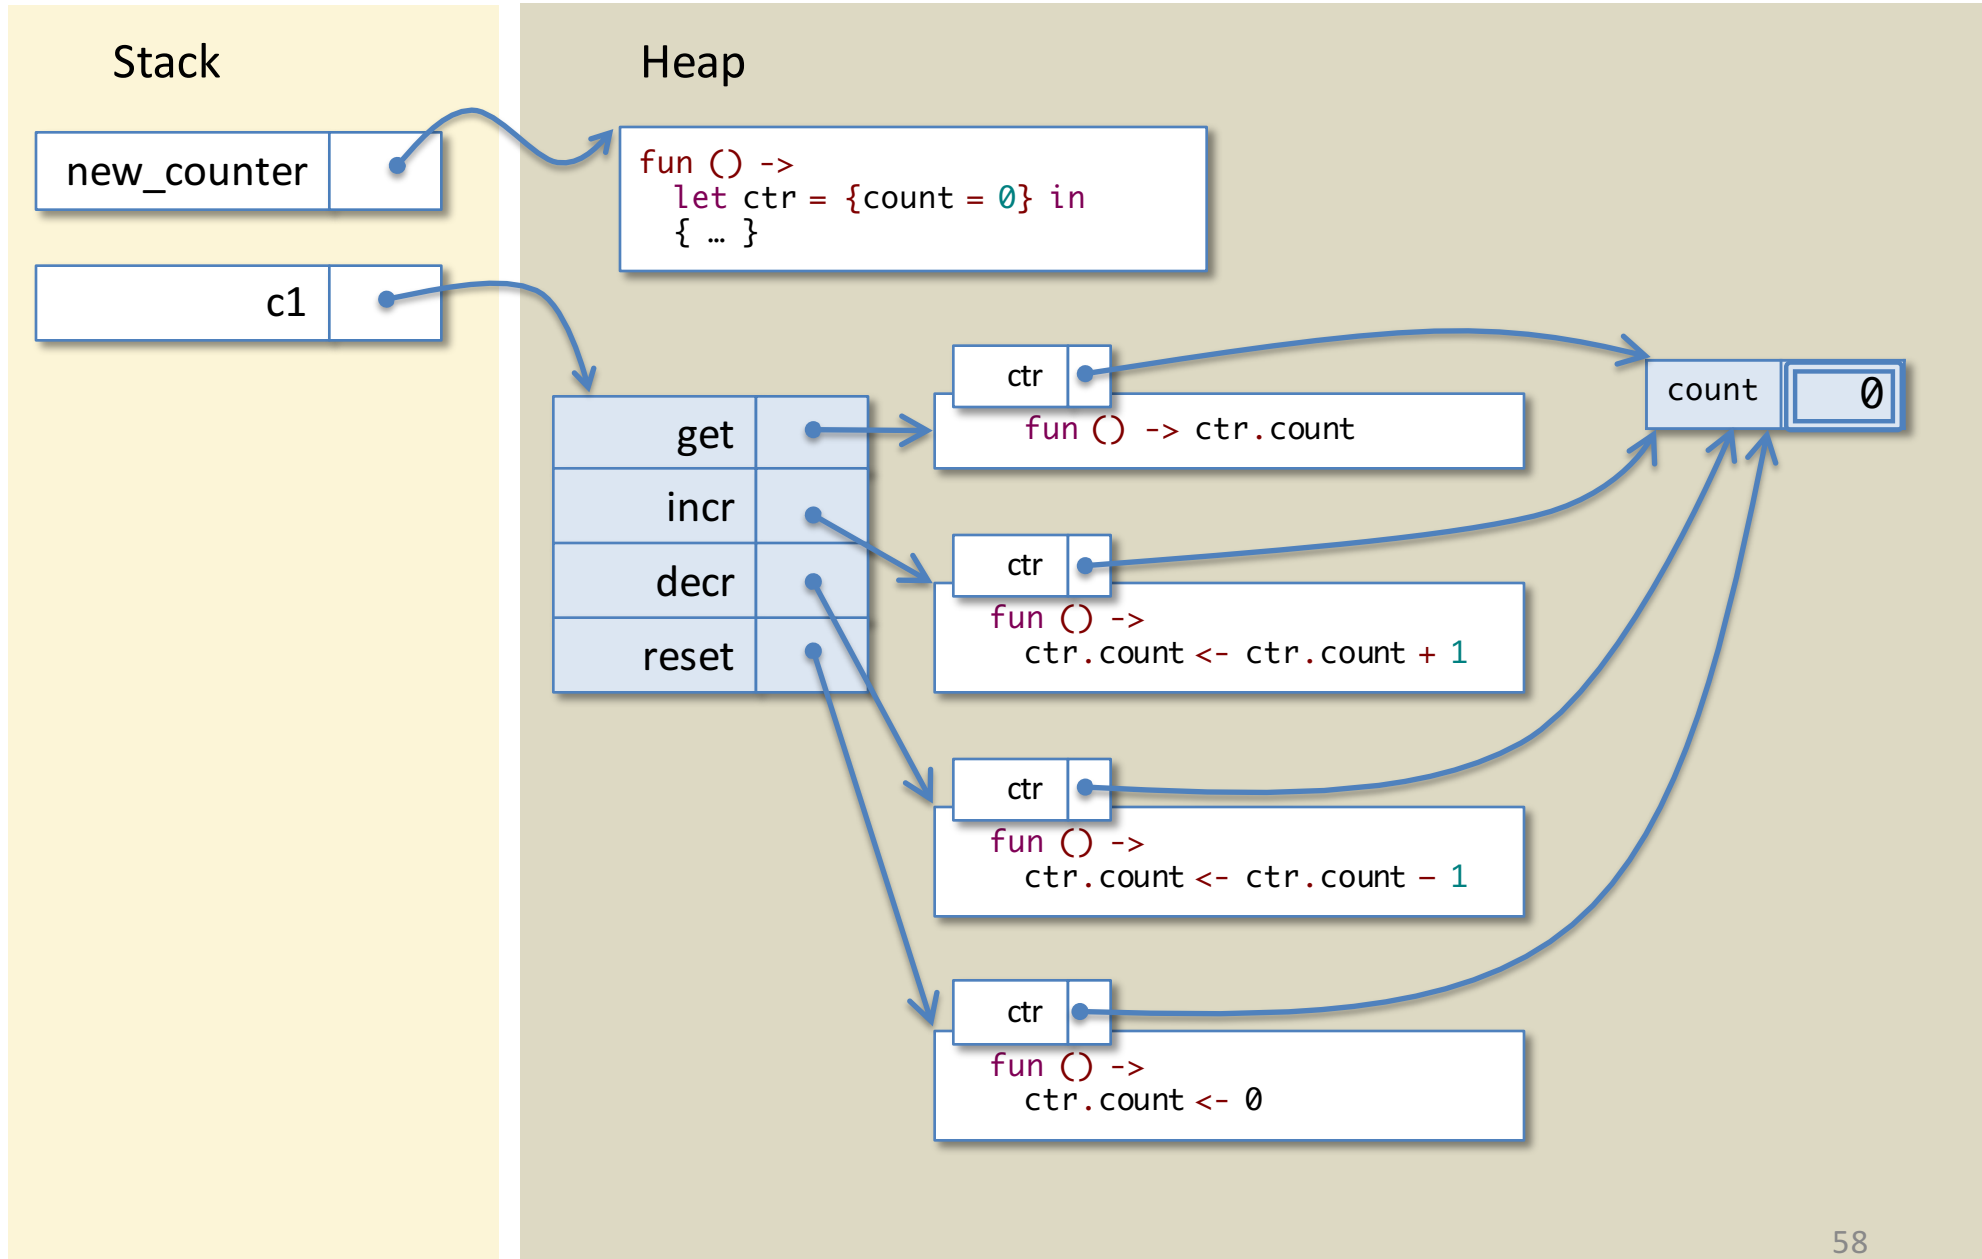 Stack
Heap
new_counter
fun () ->
let ctr = {count = 0} in
{ … }
c1
get
incr
decr
reset
ctr
fun () -> ctr.count
count 0
ctr
fun () ->
ctr.count <- ctr.count + 1
ctr
fun () ->
ctr.count <- ctr.count – 1
ctr
fun () ->
ctr.count <- 0
58